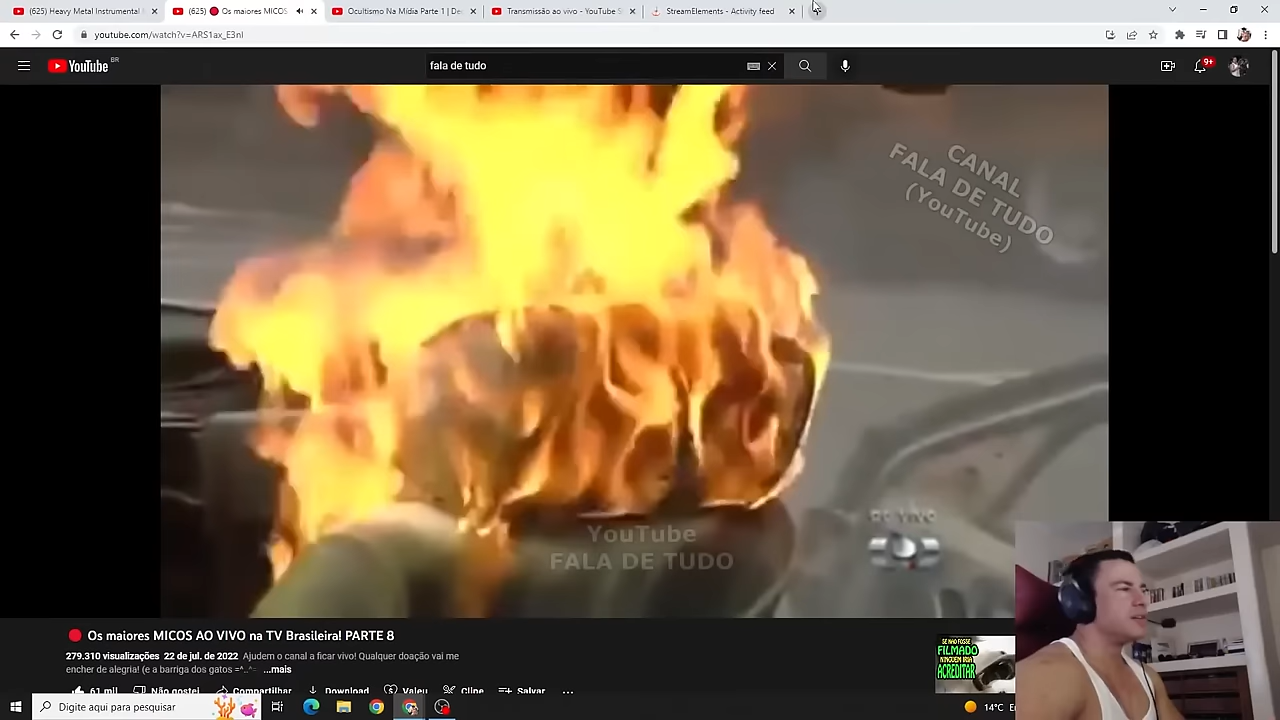 (625) Heavy Metal Instrumental
(625) 🔴 Os maiores MICOS
Ocultismo Na Mídia Parte 1 | De
Transmissão ao vivo - YouTube S
StreamElements - Activity feed
youtube.com/watch?v=ARS1ax_E3nI
YouTube BR
fala de tudo
9+
CANAL
FALA DE TUDO
(YouTube)
AO VIVO
YouTube
FALA DE TUDO
🔴 Os maiores MICOS AO VIVO na TV Brasileira! PARTE 8
279.310 visualizações 22 de jul. de 2022 Ajudem o canal a ficar vivo! Qualquer doação vai me
encher de alegria! (e a barriga dos gatos =^.^= ...mais
SE NÃO FOSSE
FILMADO
NINGUÉM IRIA
ACREDITAR
61 mil Não gostei Compartilhar Download Valeu Clipe Salvar ...
Digite aqui para pesquisar
14°C